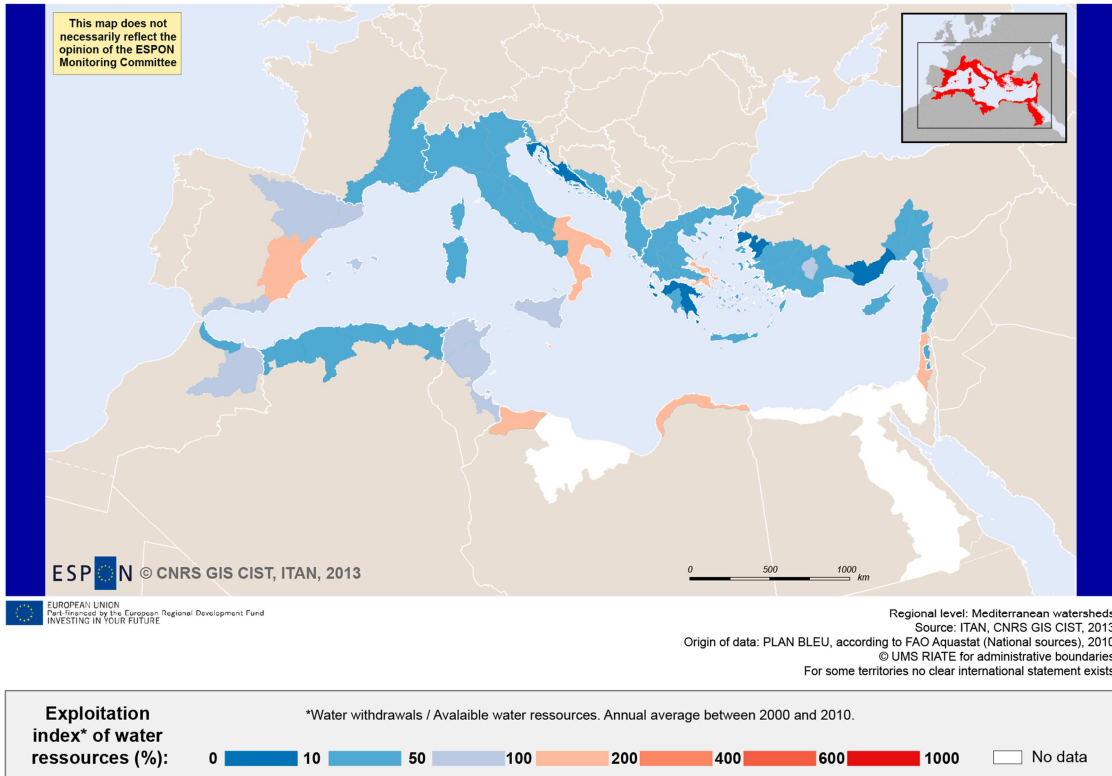 This map does not
necessarily reflect the
opinion of the ESPON
Monitoring Committee
ESPON © CNRS GIS CIST, ITAN, 2013
0 500 1000
km
EUROPEAN UNION
Part-financed by the European Regional Development Fund
INVESTING IN YOUR FUTURE
Regional level: Mediterranean watersheds
Source: ITAN, CNRS GIS CIST, 2013
Origin of data: PLAN BLEU, according to FAO Aquastat (National sources), 2010
© UMS RIATE for administrative boundaries
For some territories no clear international statement exists
Exploitation
index* of water
ressources (%):
*Water withdrawals / Avalaible water ressources. Annual average between 2000 and 2010.
0 10 50 100 200 400 600 1000 No data